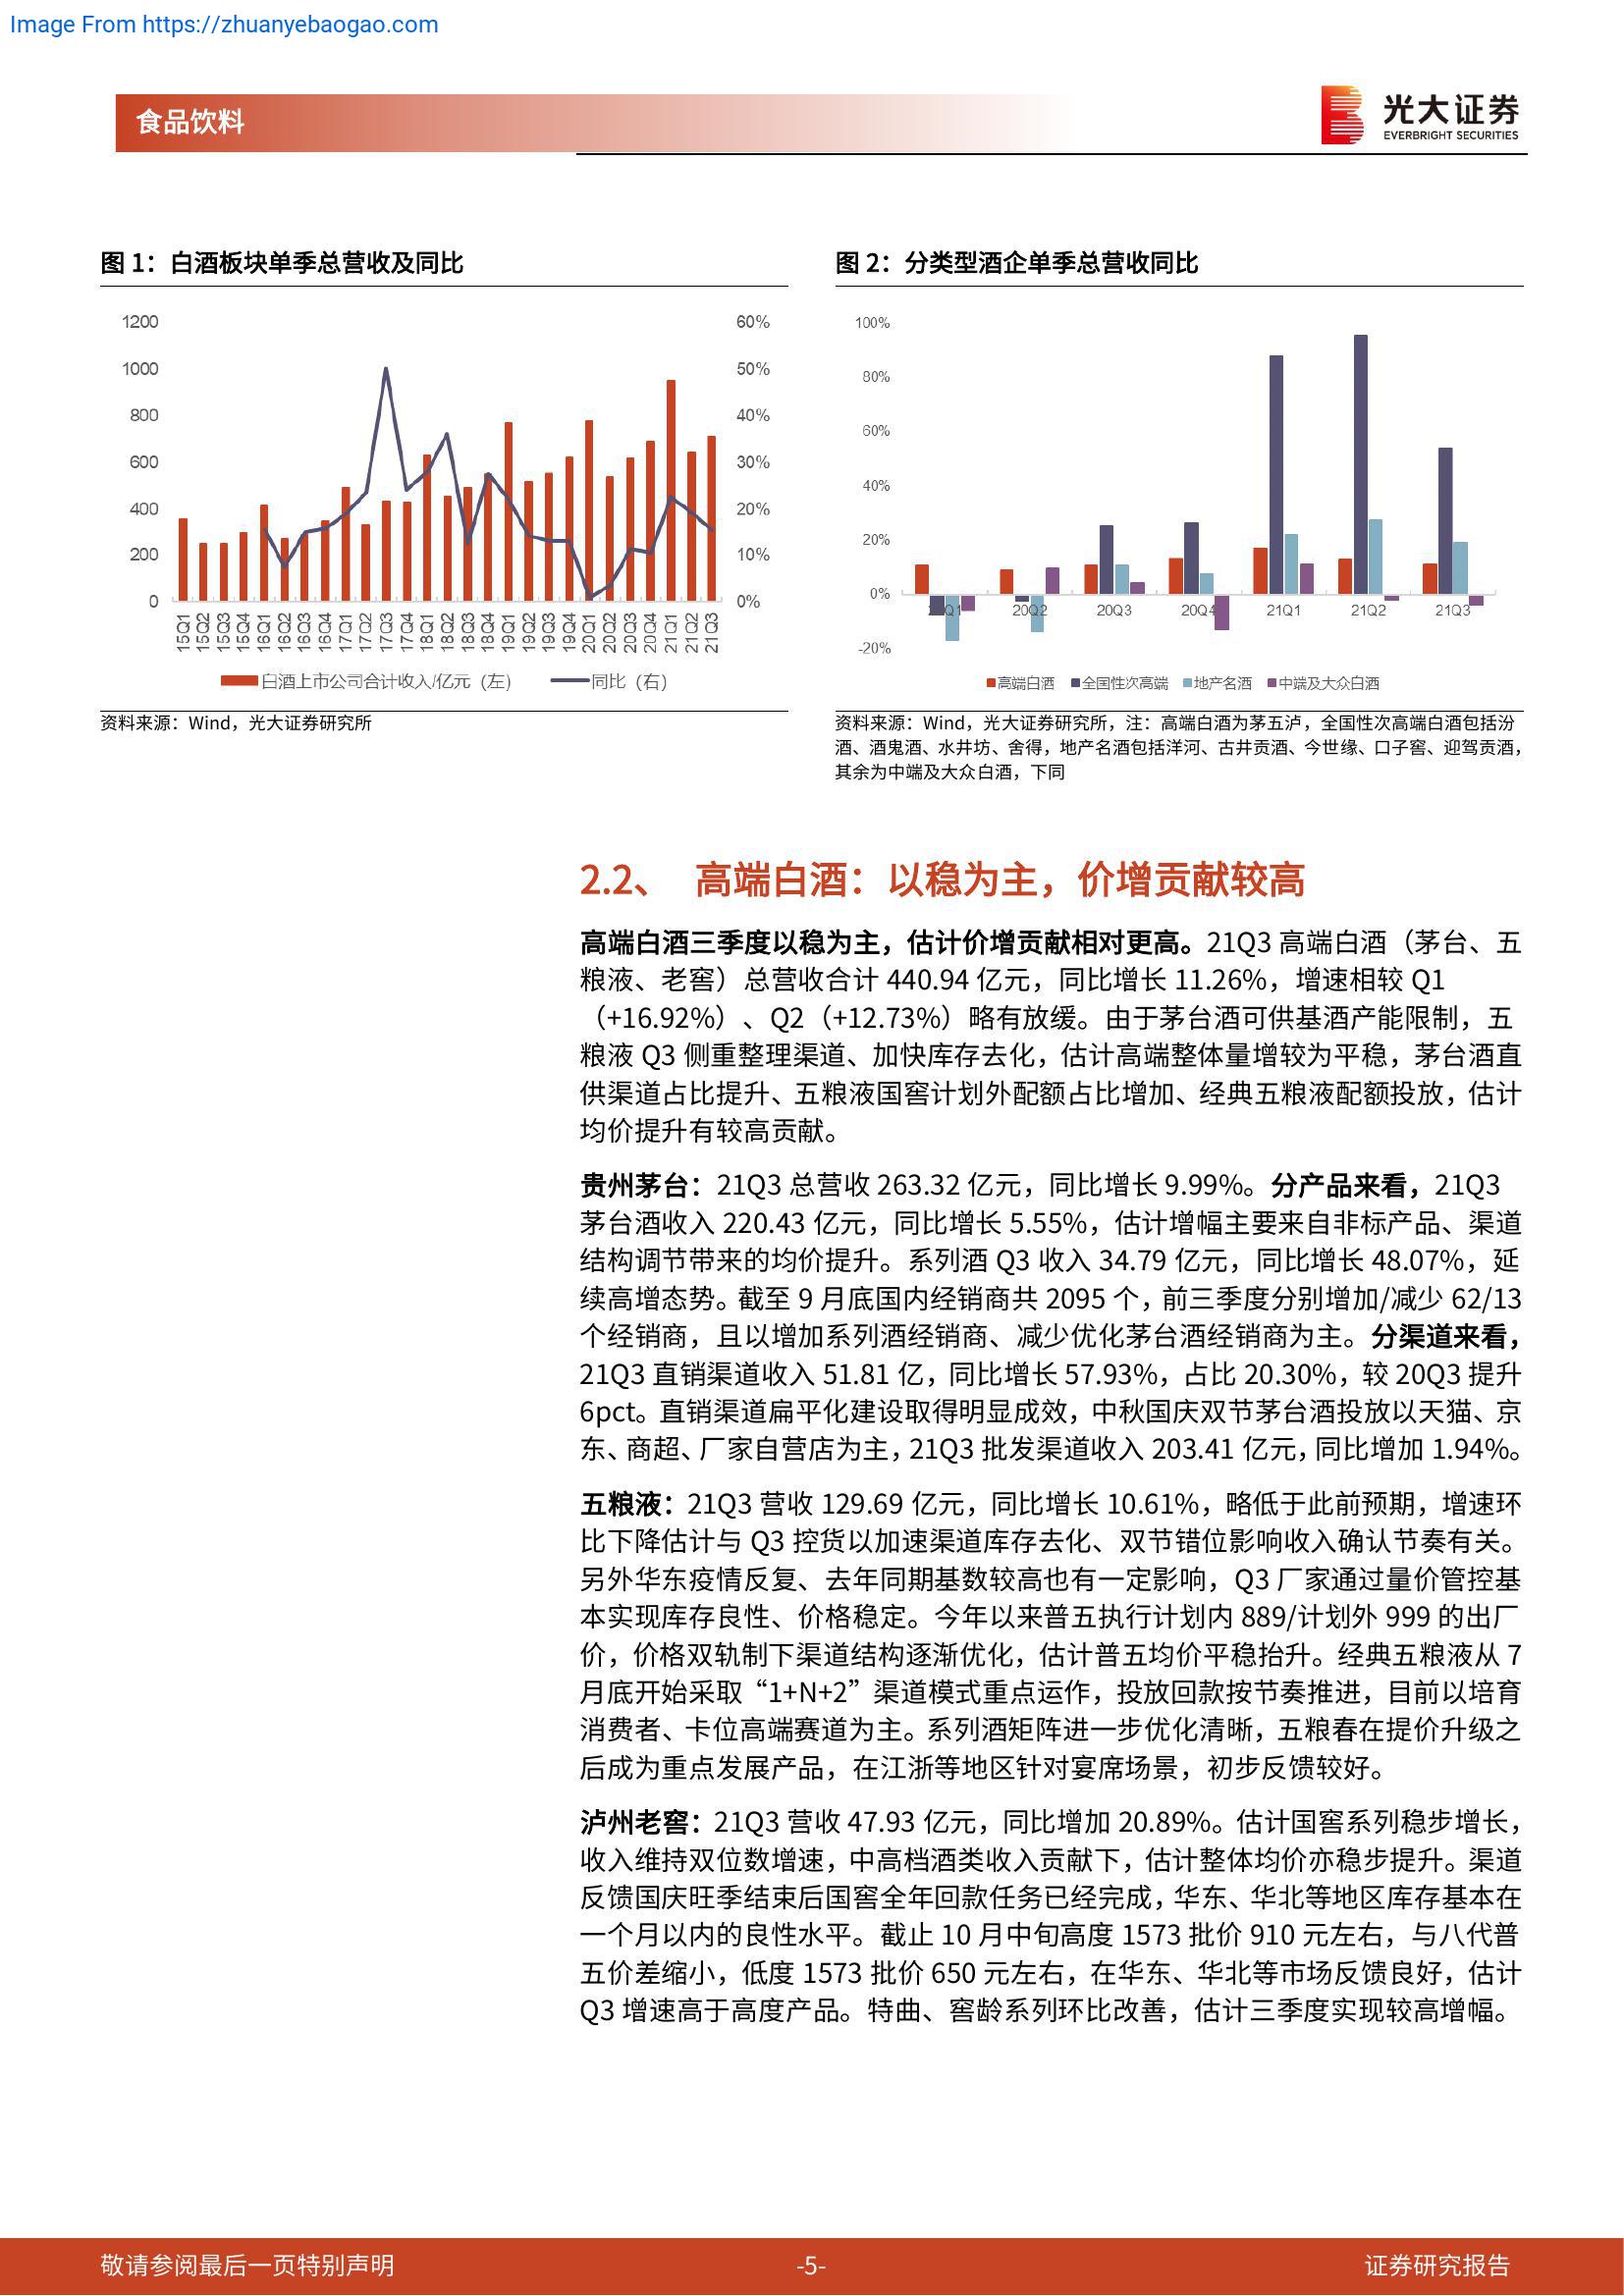 Image From https://zhuanyebaogao.com
食品饮料
光大证券
EVERBRIGHT SECURITIES
图 1：白酒板块单季总营收及同比
1200
1000
800
600
400
200
0
60%
50%
40%
30%
20%
10%
0%
15Q1 15Q2 15Q3 15Q4 16Q1 16Q2 16Q3 16Q4 17Q1 17Q2 17Q3 17Q4 18Q1 18Q2 18Q3 18Q4 19Q1 19Q2 19Q3 19Q4 20Q1 20Q2 20Q3 20Q4 21Q1 21Q2 21Q3
白酒上市公司合计收入/亿元（左） 同比（右）
资料来源：Wind，光大证券研究所
图 2：分类型酒企单季总营收同比
100%
80%
60%
40%
20%
0%
-20%
20Q1 20Q2 20Q3 20Q4 21Q1 21Q2 21Q3
高端白酒 全国性次高端 地产名酒 中端及大众白酒
资料来源：Wind，光大证券研究所，注：高端白酒为茅五泸，全国性次高端白酒包括汾
酒、酒鬼酒、水井坊、舍得，地产名酒包括洋河、古井贡酒、今世缘、口子窖、迎驾贡酒，
其余为中端及大众白酒，下同
2.2、 高端白酒：以稳为主，价增贡献较高
高端白酒三季度以稳为主，估计价增贡献相对更高。21Q3 高端白酒（茅台、五
粮液、老窖）总营收合计 440.94 亿元，同比增长 11.26%，增速相较 Q1
（+16.92%）、Q2（+12.73%）略有放缓。由于茅台酒可供基酒产能限制，五
粮液 Q3 侧重整理渠道、加快库存去化，估计高端整体量增较为平稳，茅台酒直
供渠道占比提升、五粮液国窖计划外配额占比增加、经典五粮液配额投放，估计
均价提升有较高贡献。
贵州茅台：21Q3 总营收 263.32 亿元，同比增长 9.99%。分产品来看，21Q3
茅台酒收入 220.43 亿元，同比增长 5.55%，估计增幅主要来自非标产品、渠道
结构调节带来的均价提升。系列酒 Q3 收入 34.79 亿元，同比增长 48.07%，延
续高增态势。截至 9 月底国内经销商共 2095 个，前三季度分别增加/减少 62/13
个经销商，且以增加系列酒经销商、减少优化茅台酒经销商为主。分渠道来看，
21Q3 直销渠道收入 51.81 亿，同比增长 57.93%，占比 20.30%，较 20Q3 提升
6pct。直销渠道扁平化建设取得明显成效，中秋国庆双节茅台酒投放以天猫、京
东、商超、厂家自营店为主，21Q3 批发渠道收入 203.41 亿元，同比增加 1.94%。
五粮液：21Q3 营收 129.69 亿元，同比增长 10.61%，略低于此前预期，增速环
比下降估计与 Q3 控货以加速渠道库存去化、双节错位影响收入确认节奏有关。
另外华东疫情反复、去年同期基数较高也有一定影响，Q3 厂家通过量价管控基
本实现库存良性、价格稳定。今年以来普五执行计划内 889/计划外 999 的出厂
价，价格双轨制下渠道结构逐渐优化，估计普五均价平稳抬升。经典五粮液从 7
月底开始采取“1+N+2”渠道模式重点运作，投放回款按节奏推进，目前以培育
消费者、卡位高端赛道为主。系列酒矩阵进一步优化清晰，五粮春在提价升级之
后成为重点发展产品，在江浙等地区针对宴席场景，初步反馈较好。
泸州老窖：21Q3 营收 47.93 亿元，同比增加 20.89%。估计国窖系列稳步增长，
收入维持双位数增速，中高档酒类收入贡献下，估计整体均价亦稳步提升。渠道
反馈国庆旺季结束后国窖全年回款任务已经完成，华东、华北等地区库存基本在
一个月以内的良性水平。截止 10 月中旬高度 1573 批价 910 元左右，与八代普
五价差缩小，低度 1573 批价 650 元左右，在华东、华北等市场反馈良好，估计
Q3 增速高于高度产品。特曲、窖龄系列环比改善，估计三季度实现较高增幅。
敬请参阅最后一页特别声明
-5-
证券研究报告